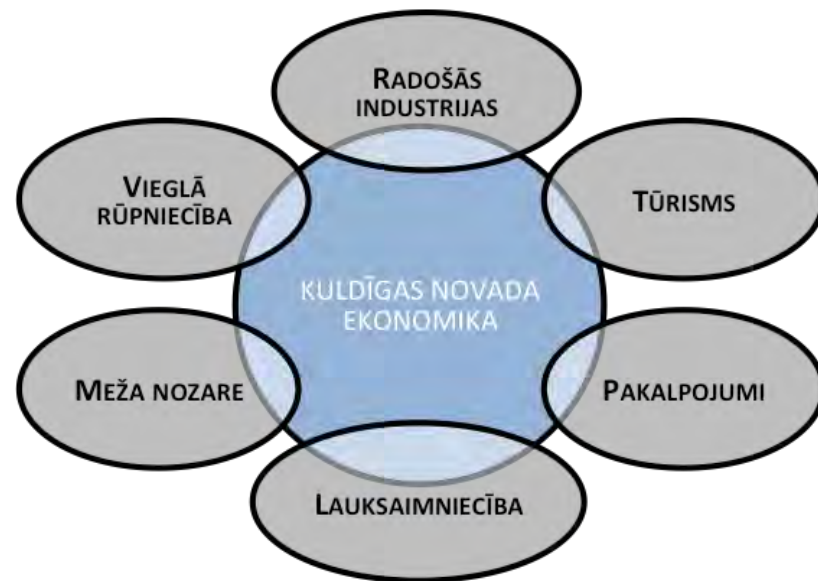 RADOŠĀS
INDUSTRIJAS
VIEGLĀ
RŪPNIECĪBA
TŪRISMS
KULDĪGAS NOVADA
EKONOMIKA
MEŽA NOZARE
PAKALPOJUMI
LAUKSAIMNIECĪBA